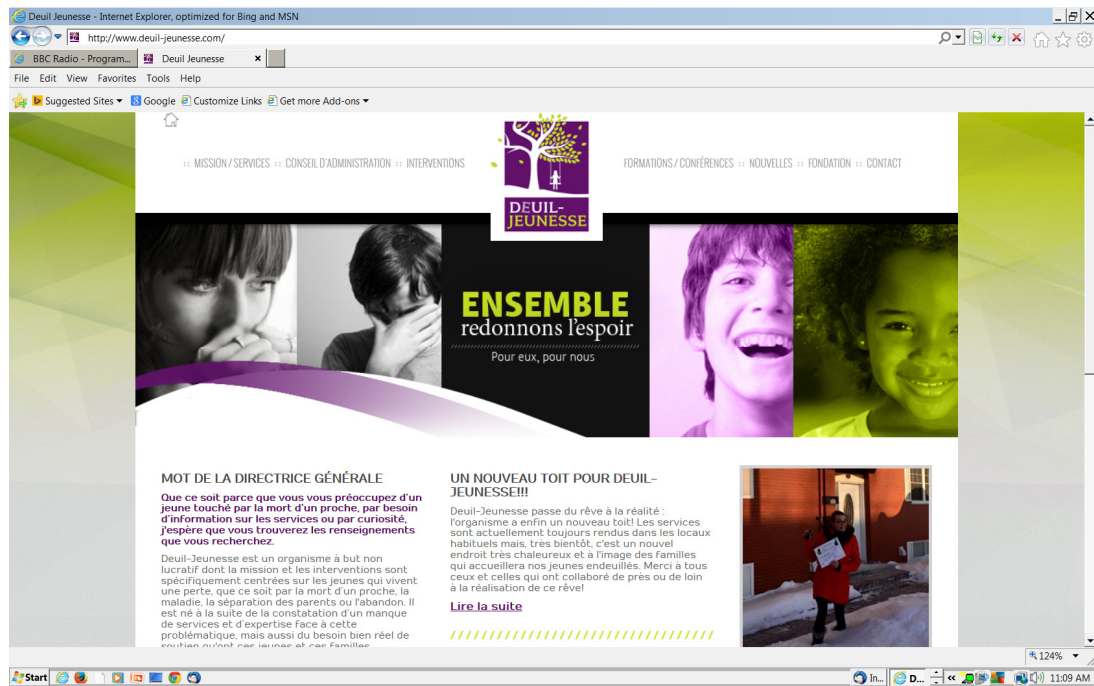 Deuil Jeunesse - Internet Explorer, optimized for Bing and MSN
http://www.deuil-jeunesse.com/
BBC Radio - Program... Deuil Jeunesse
File Edit View Favorites Tools Help
Suggested Sites Google Customize Links Get more Add-ons
:: MISSION / SERVICES :: CONSEIL D'ADMINISTRATION :: INTERVENTIONS
FORMATIONS / CONFÉRENCES :: NOUVELLES :: FONDATION :: CONTACT
DEUIL-
JEUNESSE
ENSEMBLE
redonnons l'espoir
Pour eux, pour nous
MOT DE LA DIRECTRICE GÉNÉRALE
Que ce soit parce que vous vous préoccupez d'un
jeune touché par la mort d'un proche, par besoin
d'information sur les services ou par curiosité,
j'espère que vous trouverez les renseignements
que vous recherchez.
Deuil-Jeunesse est un organisme à but non
lucratif dont la mission et les interventions sont
spécifiquement centrées sur les jeunes qui vivent
une perte, que ce soit par la mort d'un proche, la
maladie, la séparation des parents ou l'abandon. Il
est né à la suite de la constatation d'un manque
de services et d'expertise face à cette
problématique, mais aussi du besoin bien réel de
soutien qu'ont ces jeunes et ces familles
UN NOUVEAU TOIT POUR DEUIL-
JEUNESSE!!!
Deuil-Jeunesse passe du rêve à la réalité :
l'organisme a enfin un nouveau toit! Les services
sont actuellement toujours rendus dans les locaux
habituels mais, très bientôt, c'est un nouvel
endroit très chaleureux et à l'image des familles
qui accueillera nos jeunes endeuillés. Merci à tous
ceux et celles qui ont collaboré de près ou de loin
à la réalisation de ce rêve!
Lire la suite
124%
Start In... D... 11:09 AM